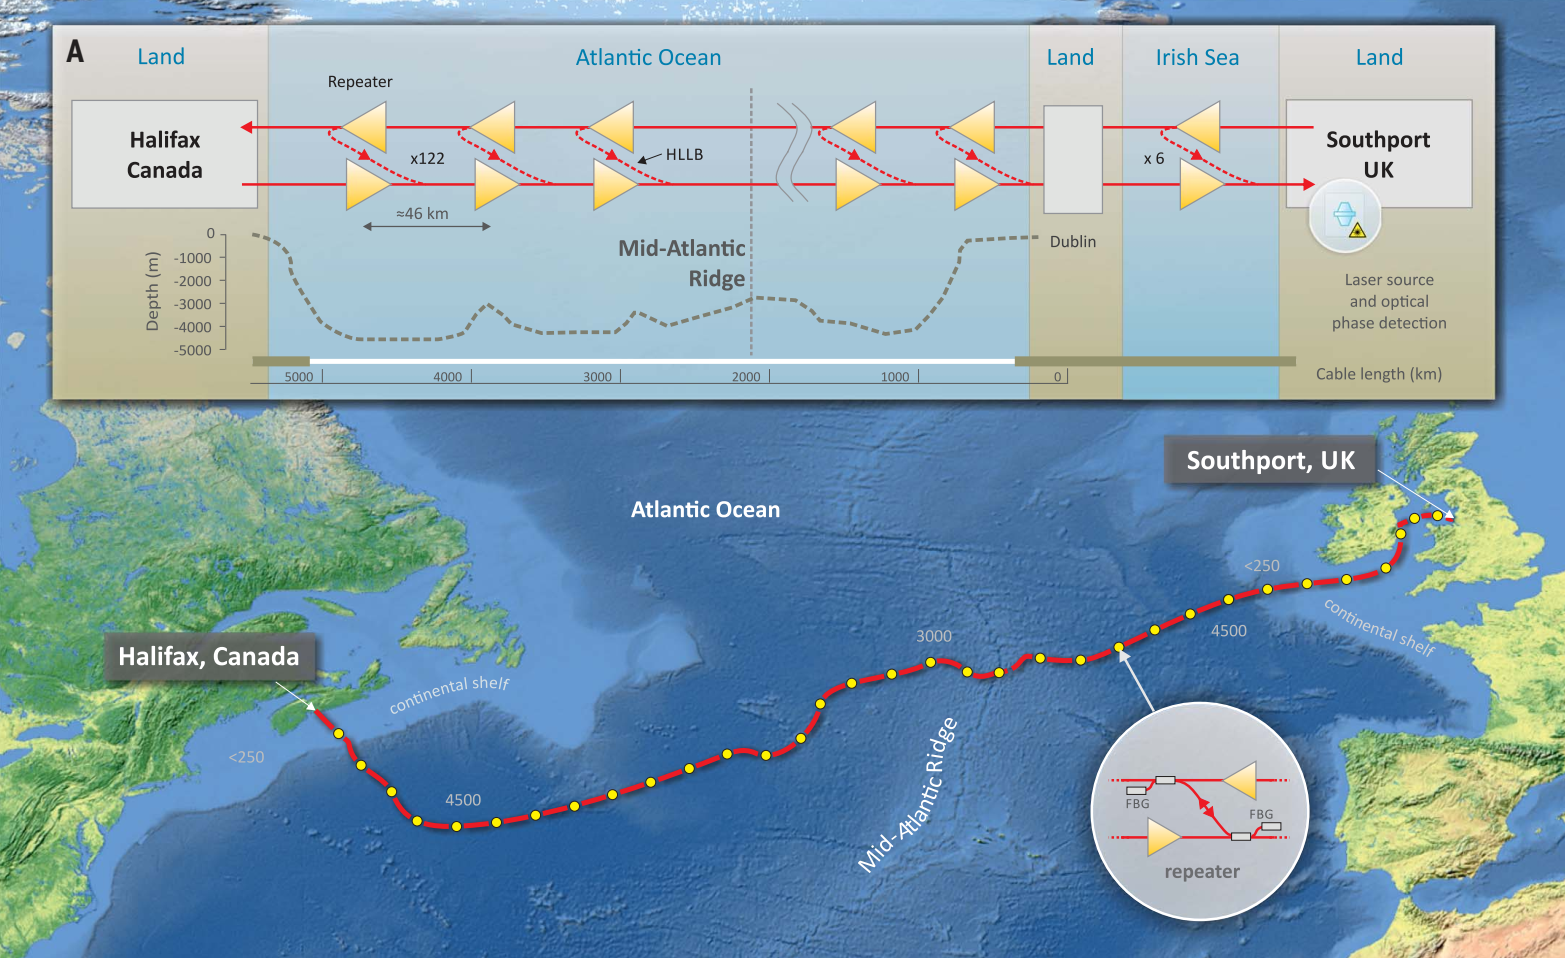 A
Land
Atlantic Ocean
Land
Irish Sea
Land
Repeater
Halifax
Canada
x122
HLLB
x 6
Southport
UK
≈46 km
Mid-Atlantic
Ridge
Dublin
Depth (m)
0
-1000
-2000
-3000
-4000
-5000
Laser source
and optical
phase detection
5000
4000
3000
2000
1000
0
Cable length (km)
Southport, UK
Atlantic Ocean
<250
continental shelf
4500
3000
Halifax, Canada
continental shelf
<250
4500
Mid-Atlantic Ridge
FBG
FBG
repeater